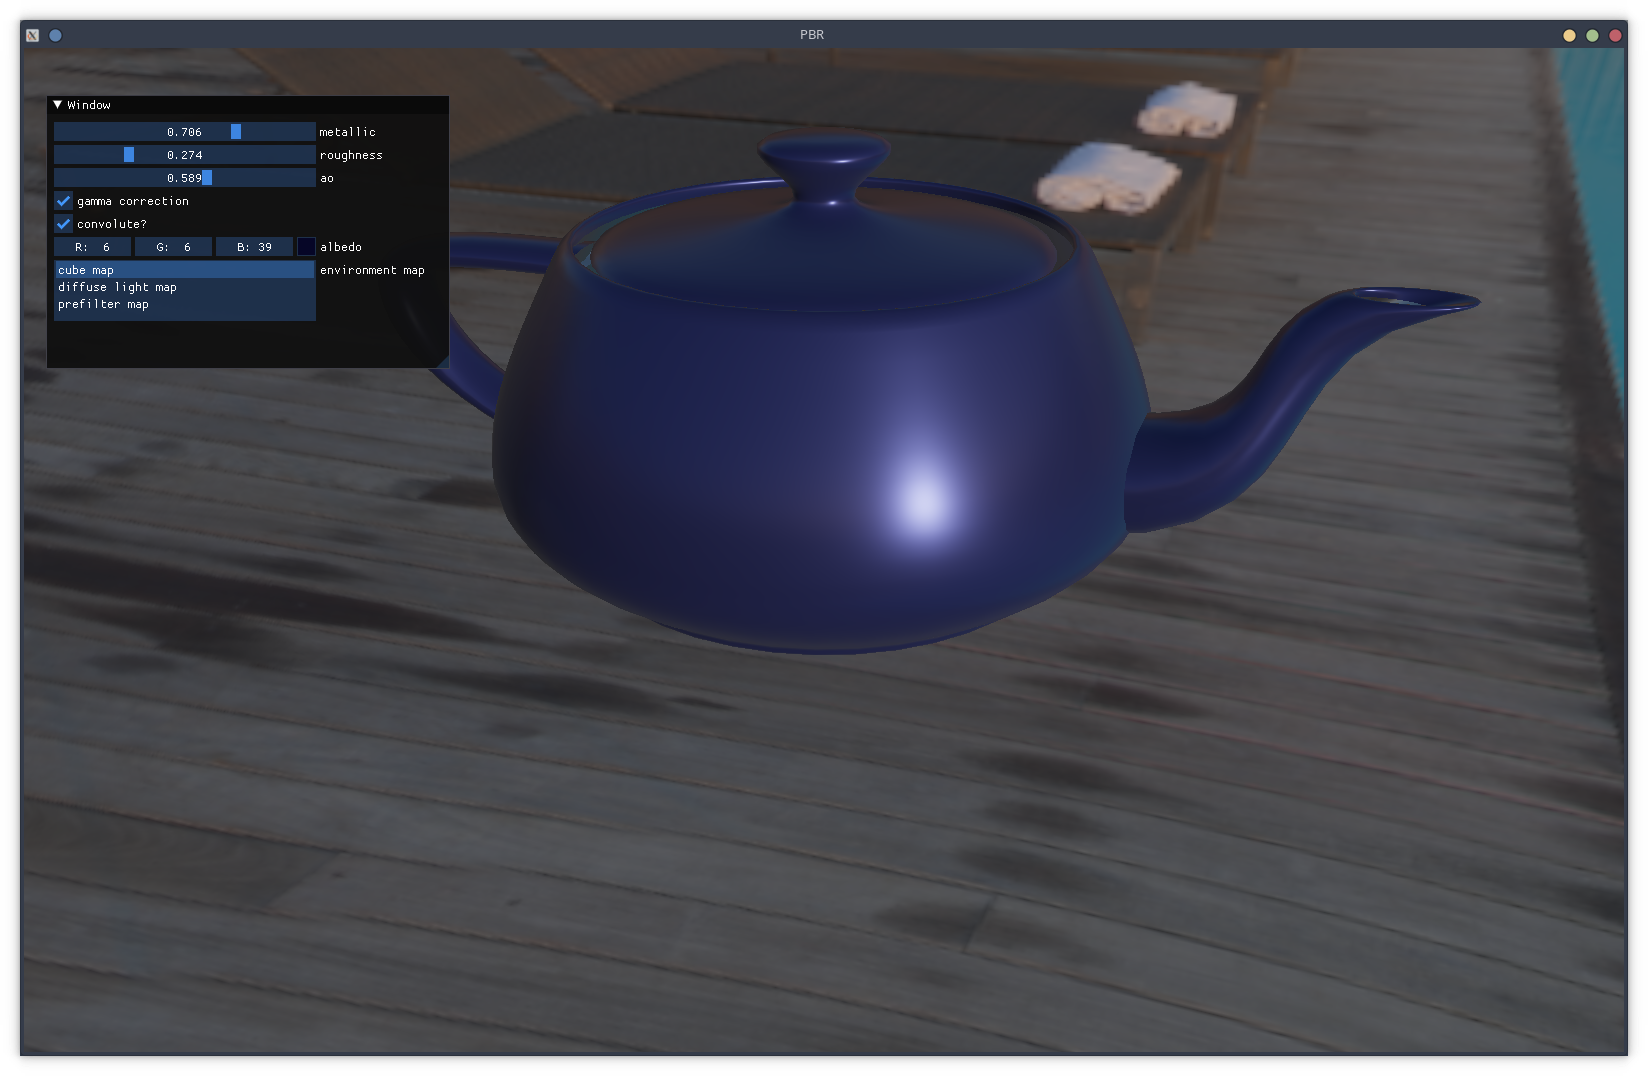 PBR
Window
0.706 metallic
0.274 roughness
0.589 ao
gamma correction
convolute?
R: 6 G: 6 B: 39 albedo
cube map environment map
diffuse light map
prefilter map